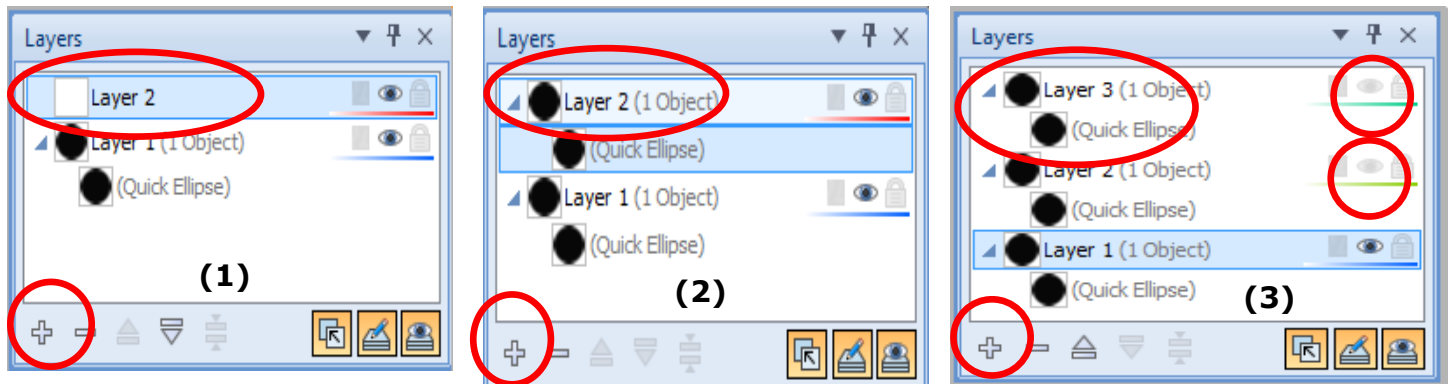 Layers
Layer 2
Layer 1 (1 Object)
(Quick Ellipse)
(1)
Layers
Layer 2 (1 Object)
(Quick Ellipse)
Layer 1 (1 Object)
(Quick Ellipse)
(2)
Layers
Layer 3 (1 Object)
(Quick Ellipse)
Layer 2 (1 Object)
(Quick Ellipse)
Layer 1 (1 Object)
(Quick Ellipse)
(3)